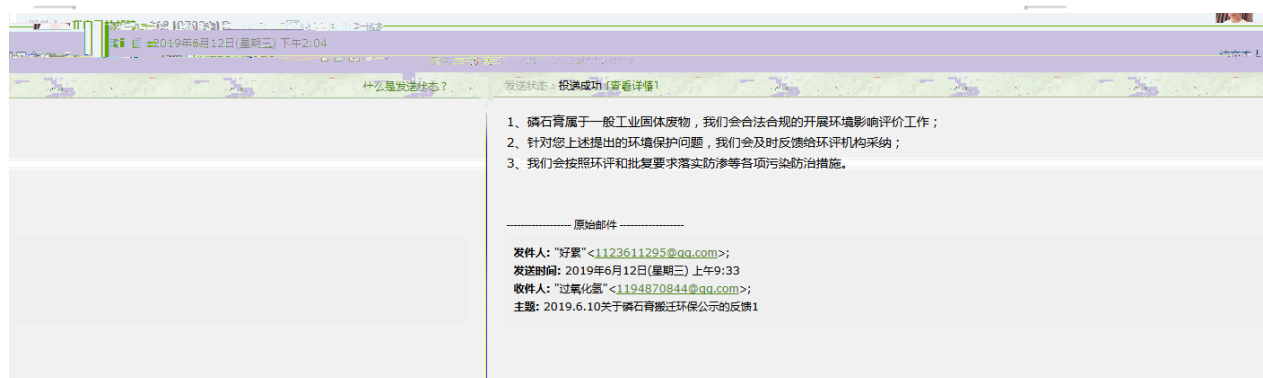 2019年6月12日(星期三) 下午2:04
什么是发送状态？
发送状态：投递成功 [查看详情]
1、磷石膏属于一般工业固体废物，我们会合法合规的开展环境影响评价工作；
2、针对您上述提出的环境保护问题，我们会及时反馈给环评机构采纳；
3、我们会按照环评和批复要求落实防渗等各项污染防治措施。
------------------ 原始邮件 ------------------
发件人: "好累"<1123611295@qq.com>;
发送时间: 2019年6月12日(星期三) 上午9:33
收件人: "过氧化氢"<1194870844@qq.com>;
主题: 2019.6.10关于磷石膏搬迁环保公示的反馈1